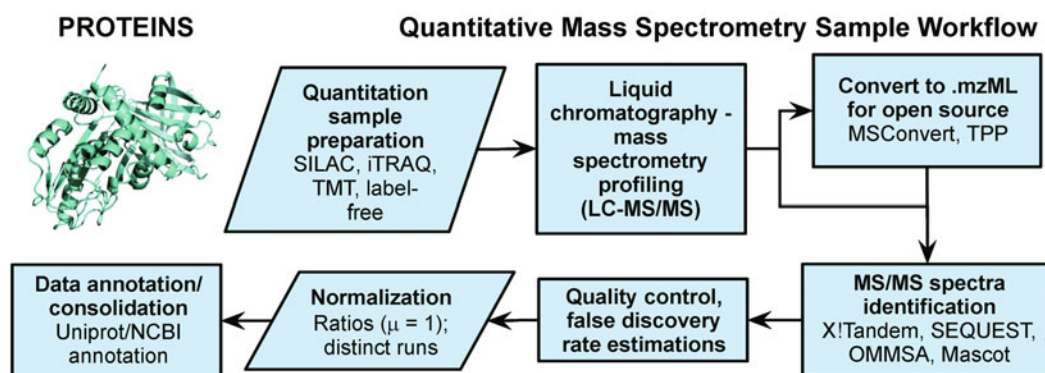 PROTEINS
Quantitative Mass Spectrometry Sample Workflow
Quantitation
sample
preparation
SILAC, iTRAQ,
TMT, label-
free
Liquid
chromatography -
mass
spectrometry
profiling
(LC-MS/MS)
Convert to .mzML
for open source
MSConvert, TPP
MS/MS spectra
identification
X!Tandem, SEQUEST,
OMMSA, Mascot
Quality control,
false discovery
rate estimations
Normalization
Ratios (μ = 1);
distinct runs
Data annotation/
consolidation
Uniprot/NCBI
annotation